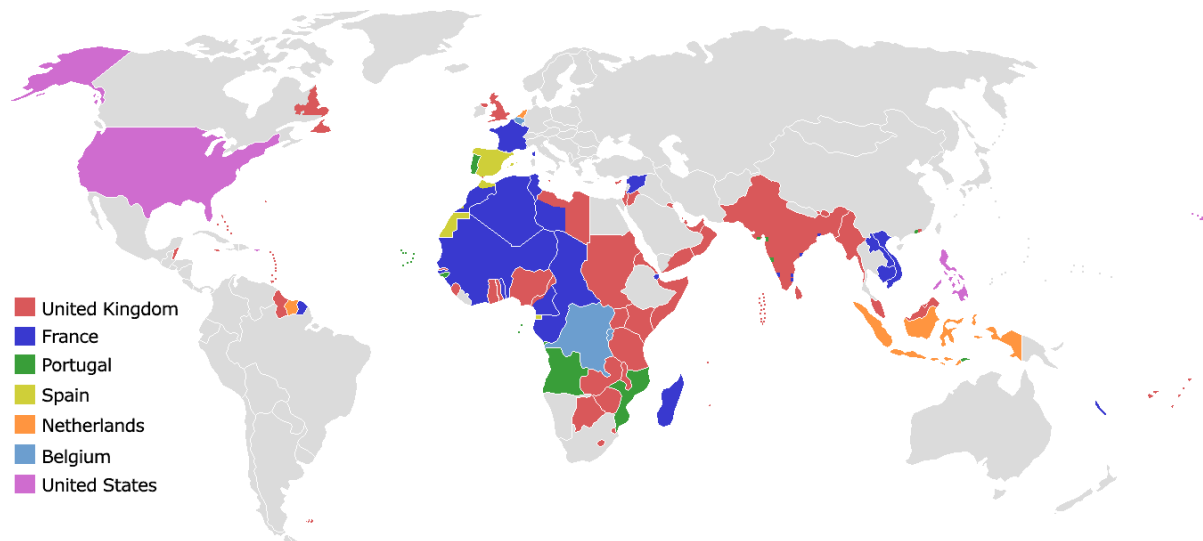 United Kingdom
France
Portugal
Spain
Netherlands
Belgium
United States